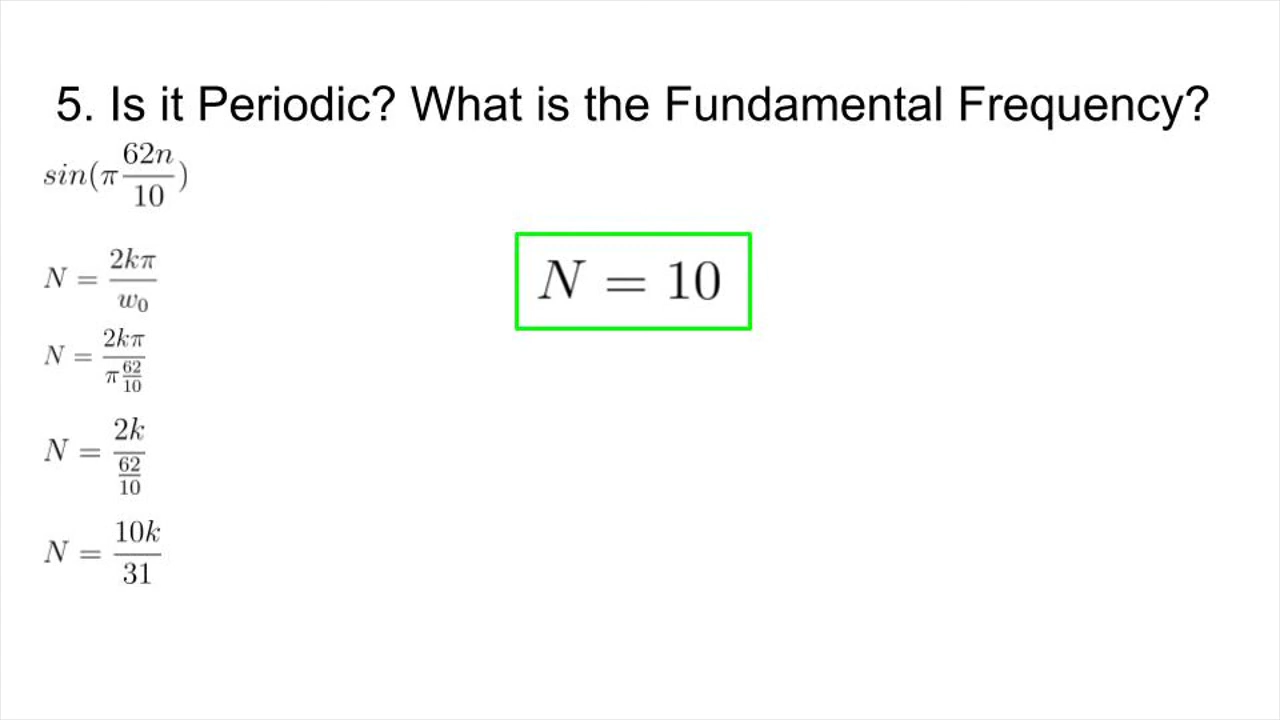 5. Is it Periodic? What is the Fundamental Frequency?
sin(π 62n/10)
N = 2kπ/w₀
N = 10
N = 2kπ/(π 62/10)
N = 2k/(62/10)
N = 10k/31